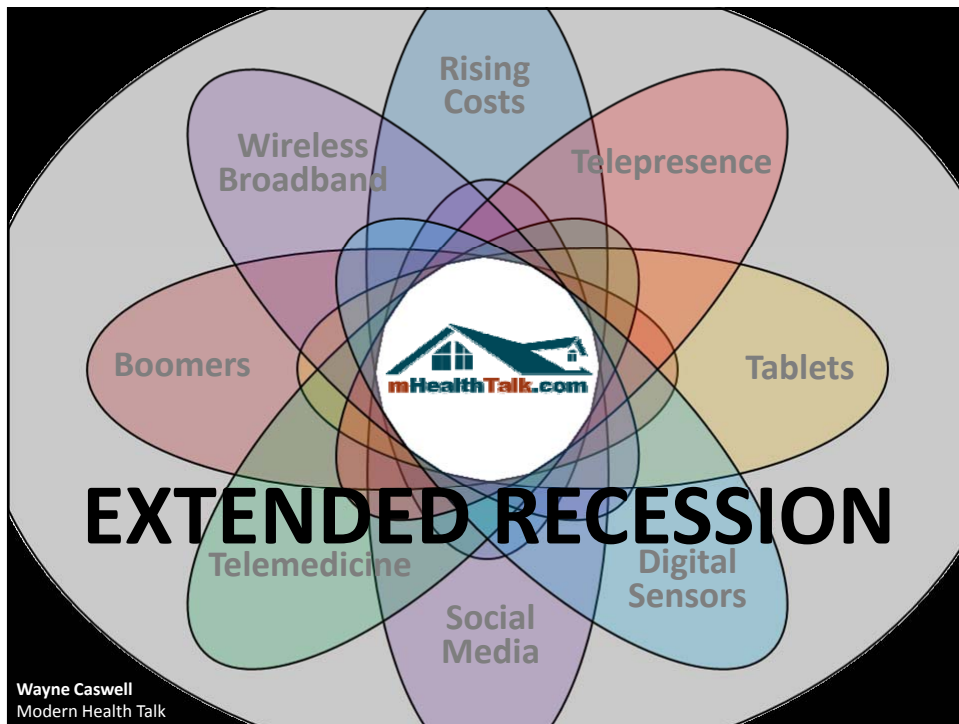 Rising
Costs
Wireless
Broadband
Telepresence
Boomers
mHealthTalk.com
Tablets
EXTENDED RECESSION
Telemedicine
Digital
Sensors
Social
Media
Wayne Caswell
Modern Health Talk